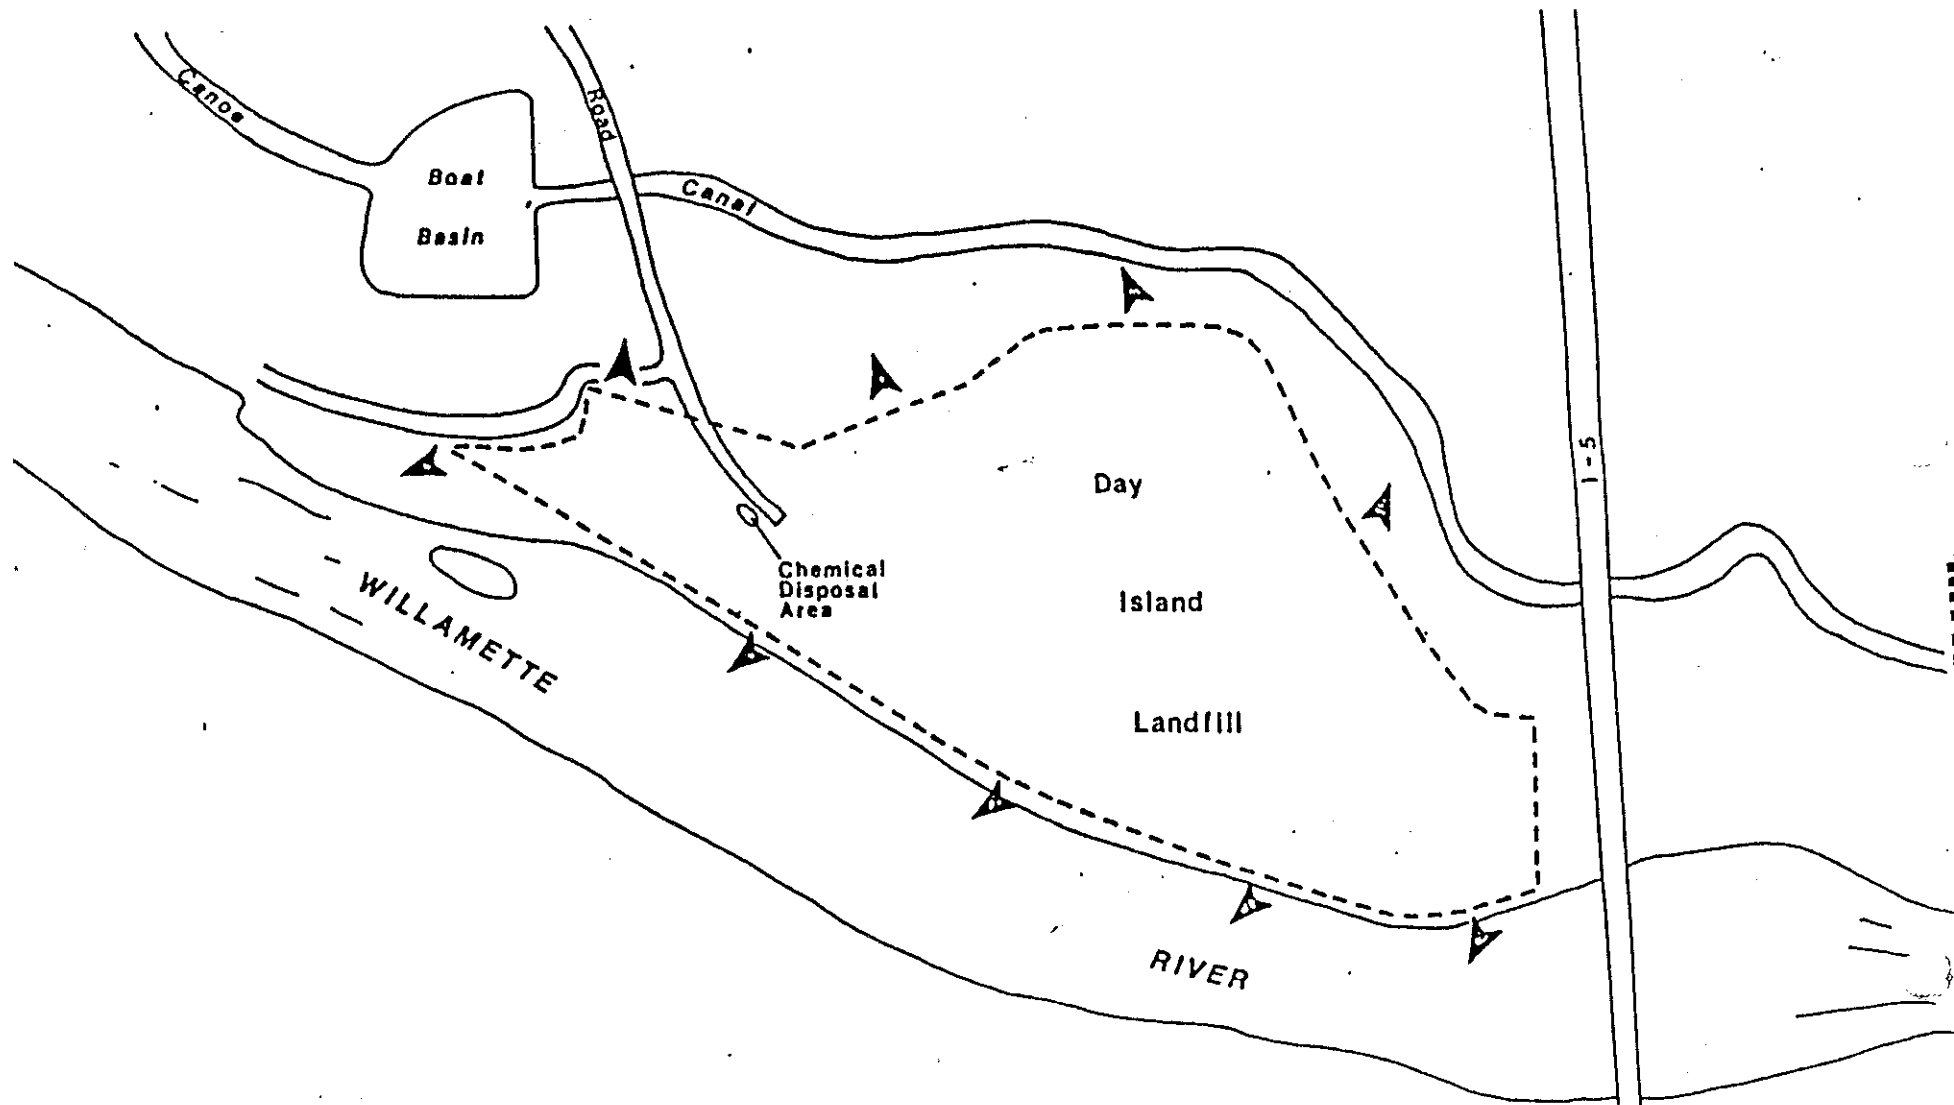 Canoe
Road
Boat
Basin
Canal
I-5
Day
Island
Landfill
Chemical
Disposal
Area
WILLAMETTE
RIVER